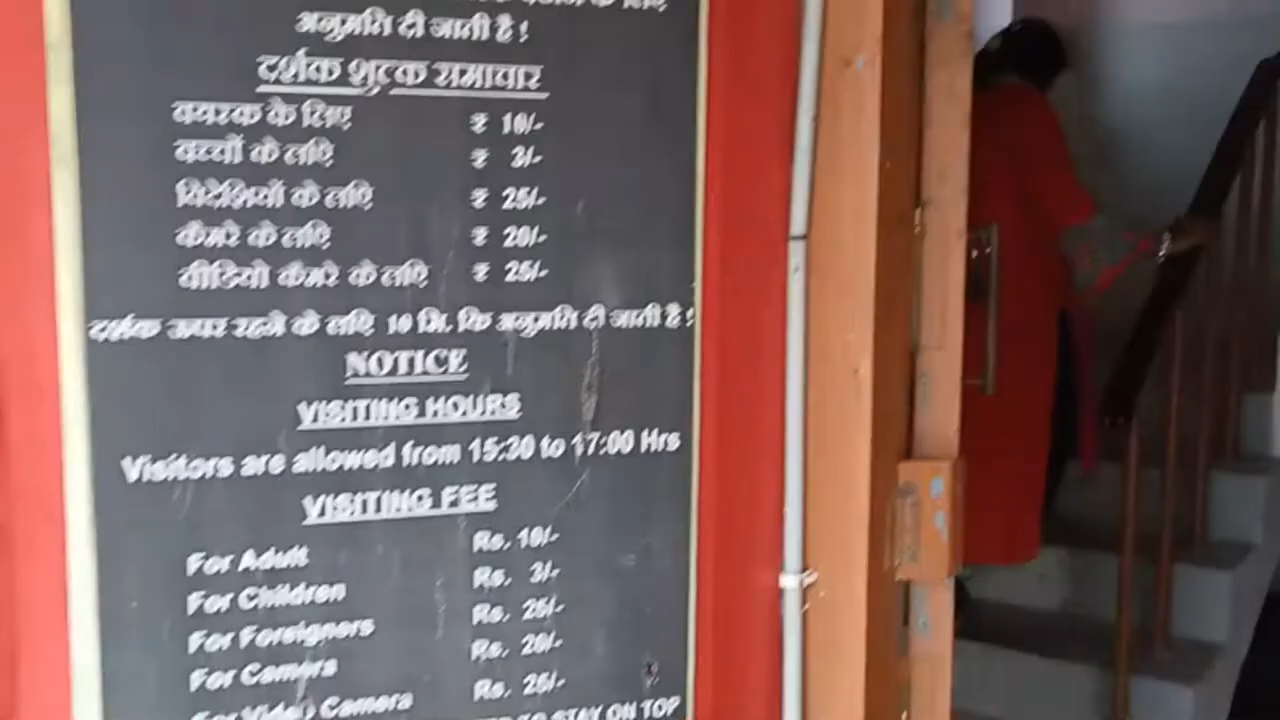 अनुमति दी जाती है !
दर्शक शुल्क समाचार
वयस्क के लिए ₹ 10/-
बच्चों के लिए ₹ 3/-
विदेशियों के लिए ₹ 25/-
कैमरे के लिए ₹ 20/-
वीडियो कैमरे के लिए ₹ 25/-
दर्शक ऊपर रहने के लिए 10 मि. कि अनुमति दी जाती है !
NOTICE
VISITING HOURS
Visitors are allowed from 15:30 to 17:00 Hrs
VISITING FEE
For Adult Rs. 10/-
For Children Rs. 3/-
For Foreigners Rs. 25/-
For Camera Rs. 20/-
For Video Camera Rs. 25/-
TO STAY ON TOP